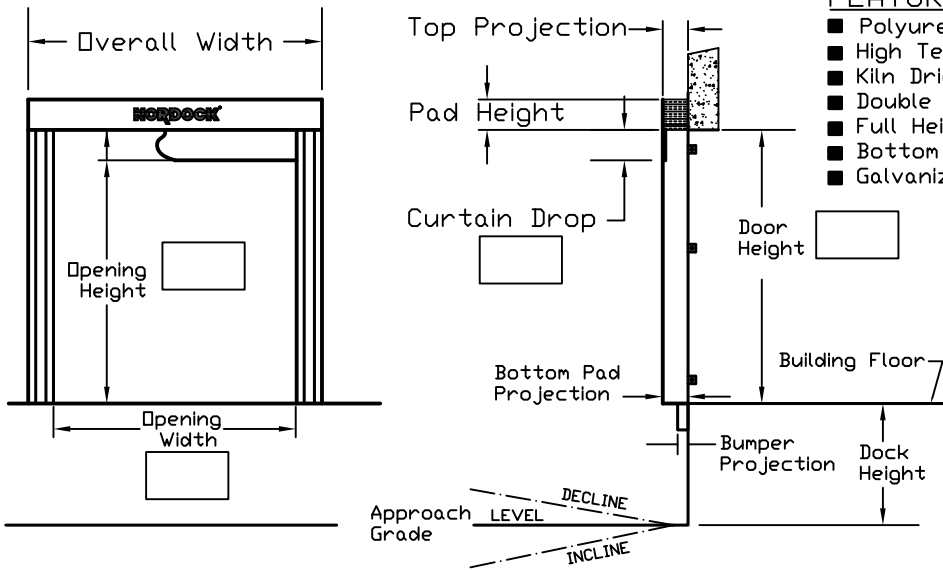 Overall Width
NORDOCK
Opening
Height
Opening
Width
Top Projection
Pad Height
Curtain Drop
Door
Height
Bottom Pad
Projection
Building Floor
Bumper
Projection
Dock
Height
Approach
Grade
DECLINE
LEVEL
INCLINE
Polyure
High Te
Kiln Dri
Double
Full Hei
Bottom
Galvaniz